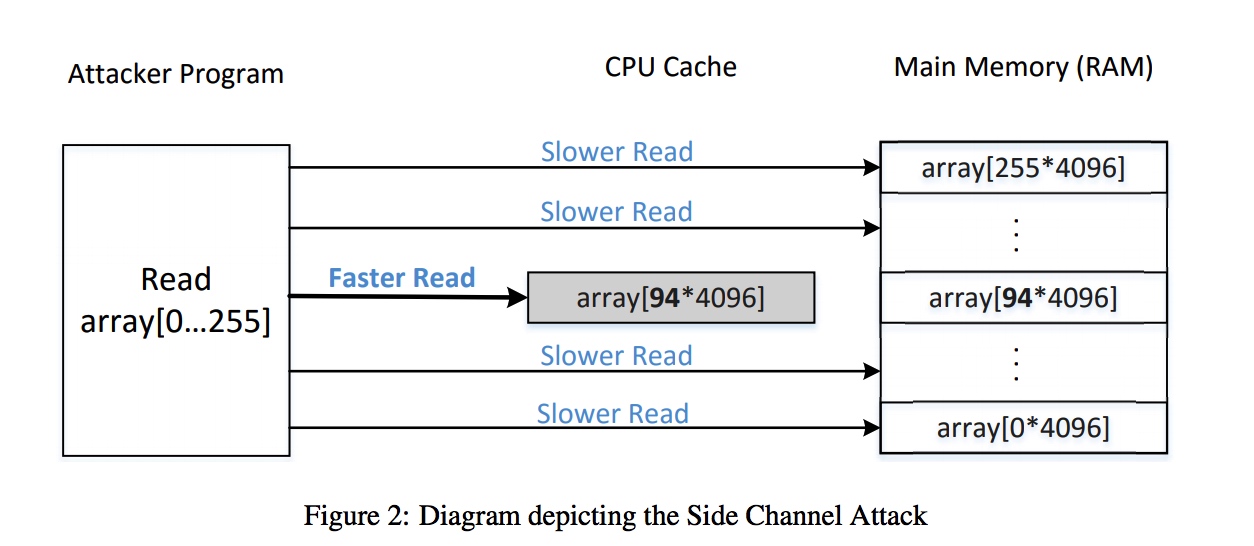 Attacker Program
CPU Cache
Main Memory (RAM)
Slower Read
array[255*4096]
Slower Read
⋮
Read
array[0...255]
Faster Read
array[94*4096]
array[94*4096]
Slower Read
⋮
Slower Read
array[0*4096]
Figure 2: Diagram depicting the Side Channel Attack